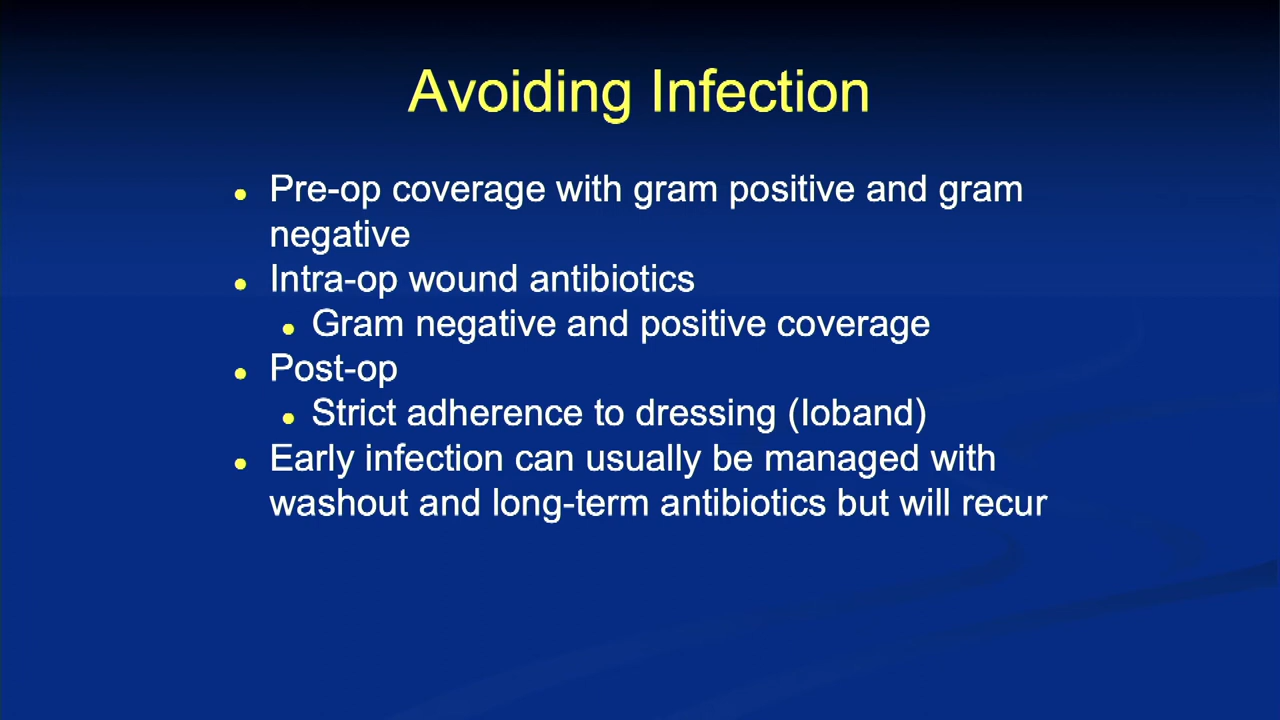 Avoiding Infection
● Pre-op coverage with gram positive and gram
negative
● Intra-op wound antibiotics
● Gram negative and positive coverage
● Post-op
● Strict adherence to dressing (Ioband)
● Early infection can usually be managed with
washout and long-term antibiotics but will recur